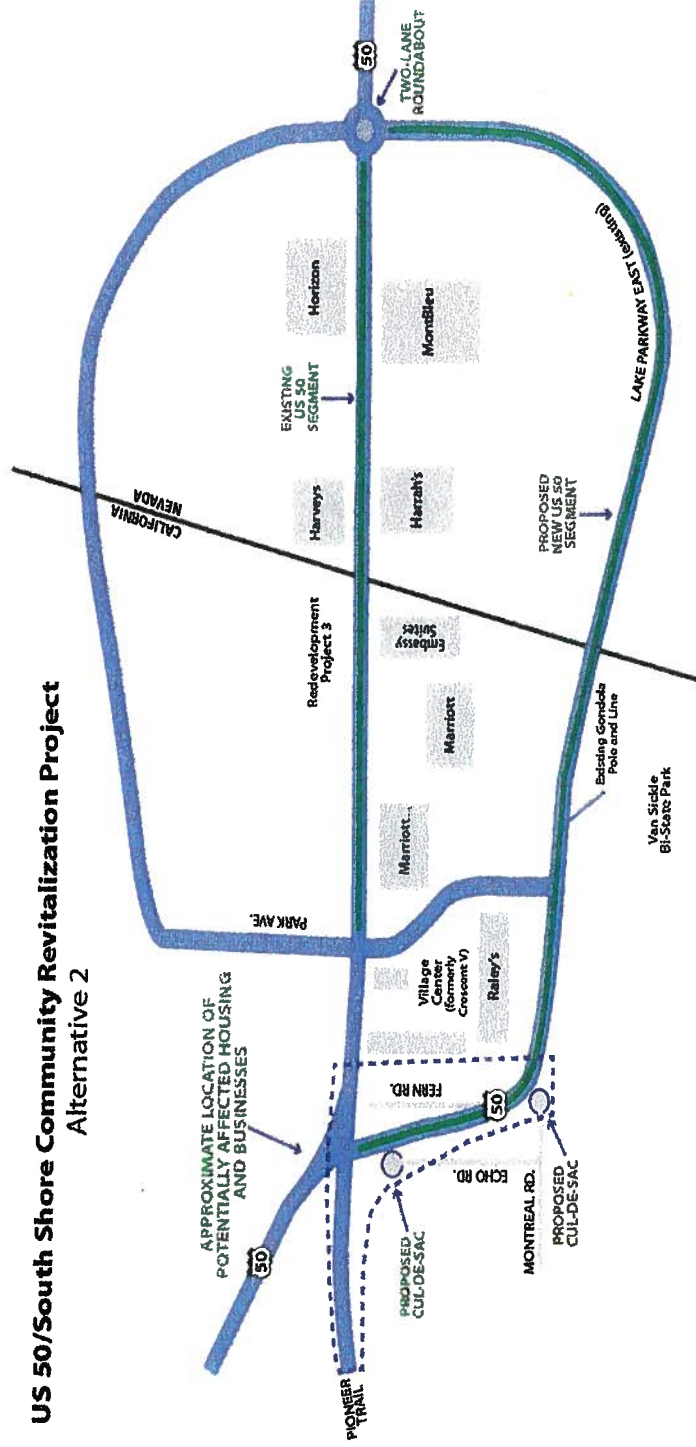 US 50/South Shore Community Revitalization Project
Alternative 2
APPROXIMATE LOCATION OF
POTENTIALLY AFFECTED HOUSING
AND BUSINESSES
50
PIONEER
TRAIL
PROPOSED
CUL-DE-SAC
ECHO RD.
FERN RD.
50
MONTREAL RD.
PROPOSED
CUL-DE-SAC
PARK AVE.
Village
Center
(formerly
Crescent V)
Raley's
Marriott
Marriott
Embassy
Suites
Redevelopment
Project 3
Existing Gondola
Pole and Line
Van Sickle
Bi-State Park
CALIFORNIA
NEVADA
Harveys
Harrah's
EXISTING
US 50
SEGMENT
Horizon
MontBleu
PROPOSED
NEW US 50
SEGMENT
LAKE PARKWAY EAST (existing)
50
TWO-LANE
ROUNDABOUT